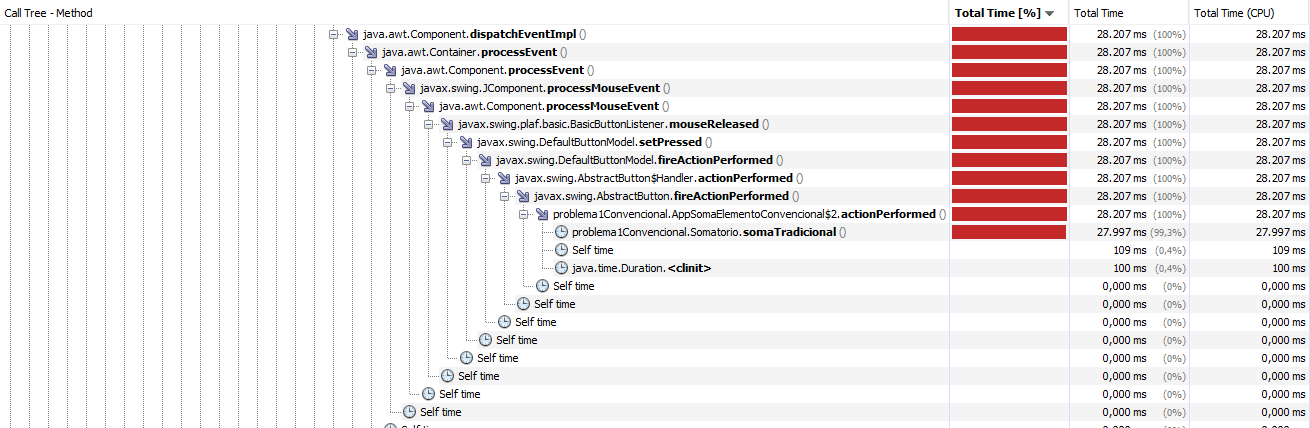 Call Tree - Method Total Time [%] Total Time Total Time (CPU)
java.awt.Component.dispatchEventImpl () 28.207 ms (100%) 28.207 ms
java.awt.Container.processEvent () 28.207 ms (100%) 28.207 ms
java.awt.Component.processEvent () 28.207 ms (100%) 28.207 ms
javax.swing.JComponent.processMouseEvent () 28.207 ms (100%) 28.207 ms
java.awt.Component.processMouseEvent () 28.207 ms (100%) 28.207 ms
javax.swing.plaf.basic.BasicButtonListener.mouseReleased () 28.207 ms (100%) 28.207 ms
javax.swing.DefaultButtonModel.setPressed () 28.207 ms (100%) 28.207 ms
javax.swing.DefaultButtonModel.fireActionPerformed () 28.207 ms (100%) 28.207 ms
javax.swing.AbstractButton$Handler.actionPerformed () 28.207 ms (100%) 28.207 ms
javax.swing.AbstractButton.fireActionPerformed () 28.207 ms (100%) 28.207 ms
problema1Convencional.AppSomaElementoConvencional$2.actionPerformed () 28.207 ms (100%) 28.207 ms
problema1Convencional.Somatorio.somaTradicional () 27.997 ms (99,3%) 27.997 ms
Self time 109 ms (0,4%) 109 ms
java.time.Duration.<clinit> 100 ms (0,4%) 100 ms
Self time 0,000 ms (0%) 0,000 ms
Self time 0,000 ms (0%) 0,000 ms
Self time 0,000 ms (0%) 0,000 ms
Self time 0,000 ms (0%) 0,000 ms
Self time 0,000 ms (0%) 0,000 ms
Self time 0,000 ms (0%) 0,000 ms
Self time 0,000 ms (0%) 0,000 ms
Self time 0,000 ms (0%) 0,000 ms